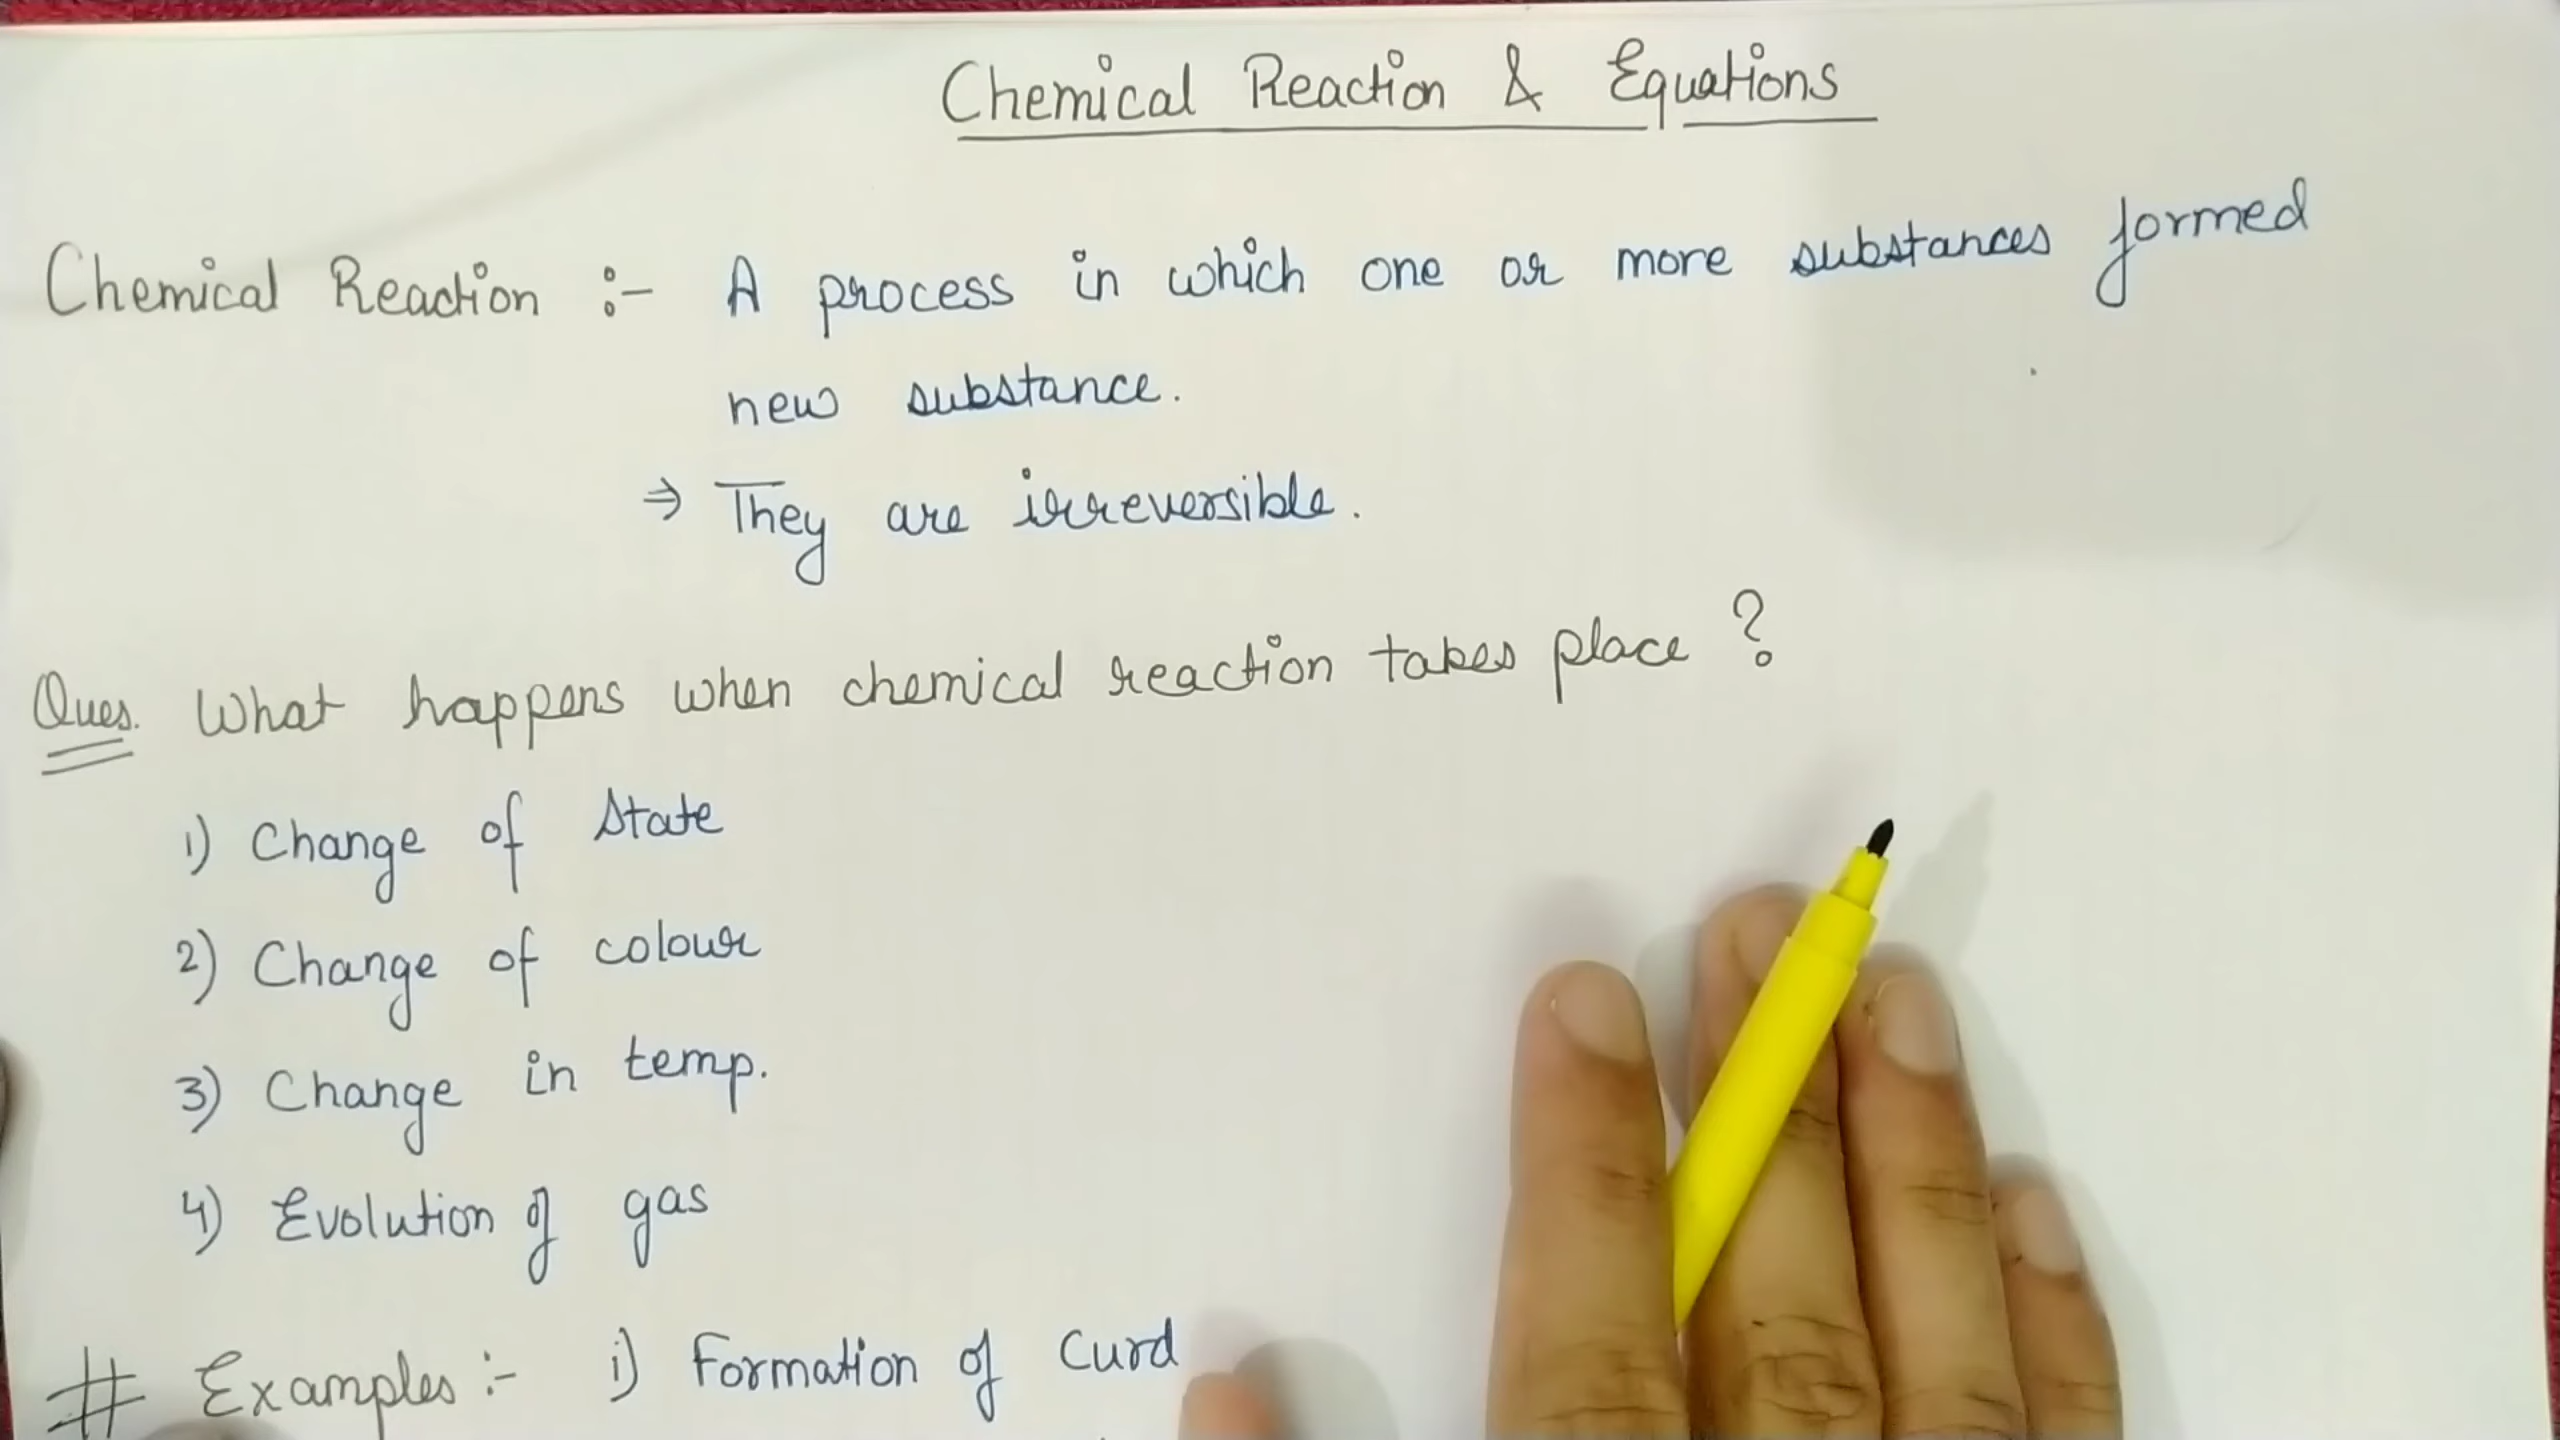 Chemical Reaction & Equations
Chemical Reaction :- A process in which one or more substances formed
new substance.
⇒ They are irreversible.
Ques. What happens when chemical reaction takes place ?
1) Change of State
2) Change of colour
3) Change in temp.
4) Evolution of gas
# Examples :- i) Formation of Curd